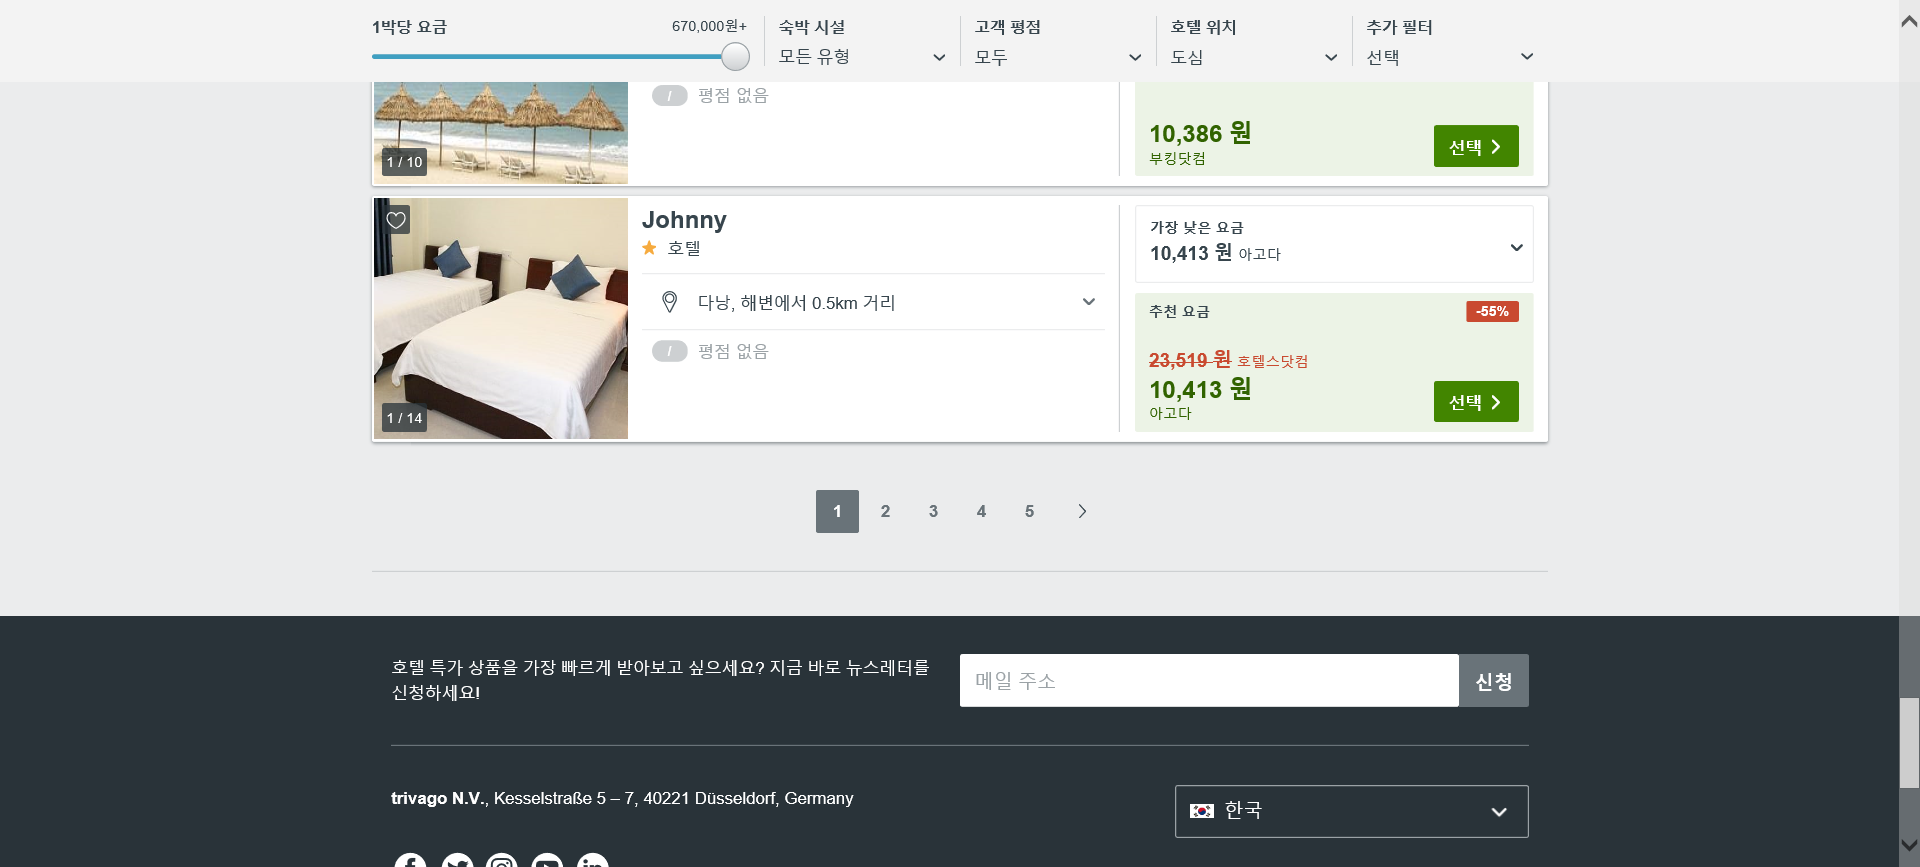 1박당 요금
670,000원+
숙박 시설
모든 유형
고객 평점
모두
호텔 위치
도심
추가 필터
선택
/ 평점 없음
1 / 10
10,386 원
부킹닷컴
선택
Johnny
호텔
다낭, 해변에서 0.5km 거리
/ 평점 없음
1 / 14
가장 낮은 요금
10,413 원 아고다
추천 요금
-55%
23,519 원 호텔스닷컴
10,413 원
아고다
선택
1 2 3 4 5
호텔 특가 상품을 가장 빠르게 받아보고 싶으세요? 지금 바로 뉴스레터를
신청하세요!
메일 주소
신청
trivago N.V., Kesselstraße 5 – 7, 40221 Düsseldorf, Germany
한국